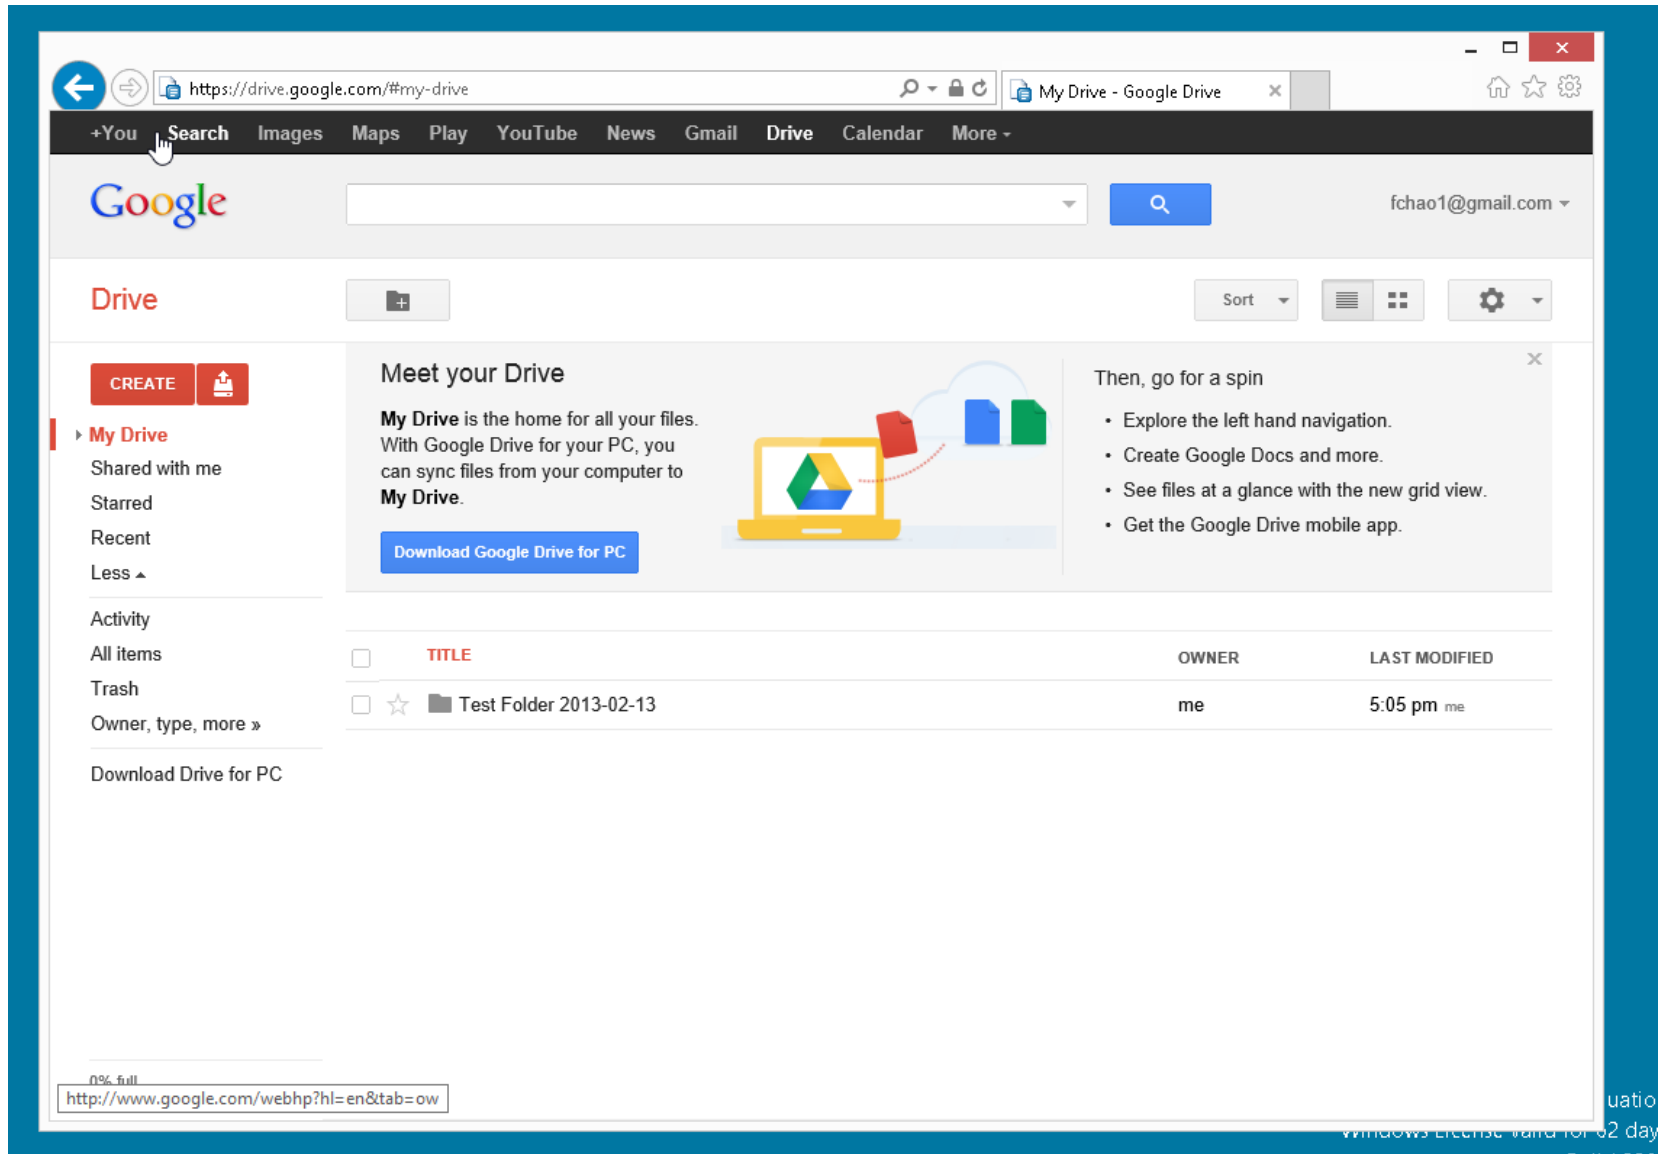 https://drive.google.com/#my-drive
My Drive - Google Drive
+You Search Images Maps Play YouTube News Gmail Drive Calendar More
Google
fchao1@gmail.com
Drive
Sort
CREATE
My Drive
Shared with me
Starred
Recent
Less
Activity
All items
Trash
Owner, type, more »
Download Drive for PC
Meet your Drive
My Drive is the home for all your files.
With Google Drive for your PC, you
can sync files from your computer to
My Drive.
Download Google Drive for PC
Then, go for a spin
• Explore the left hand navigation.
• Create Google Docs and more.
• See files at a glance with the new grid view.
• Get the Google Drive mobile app.
TITLE OWNER LAST MODIFIED
Test Folder 2013-02-13 me 5:05 pm me
0% full
http://www.google.com/webhp?hl=en&tab=ow
Windows License valid for 62 day